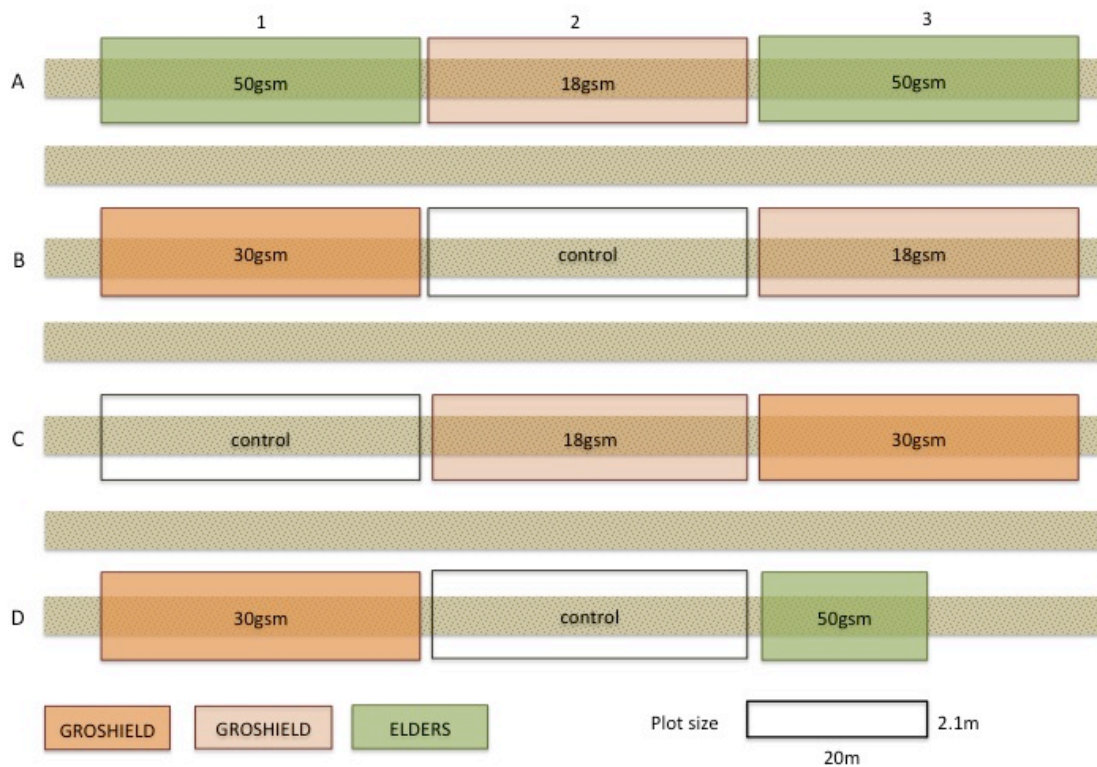 1 2 3
A 50gsm 18gsm 50gsm
B 30gsm control 18gsm
C control 18gsm 30gsm
D 30gsm control 50gsm
GROSHIELD GROSHIELD ELDERS Plot size 2.1m
20m